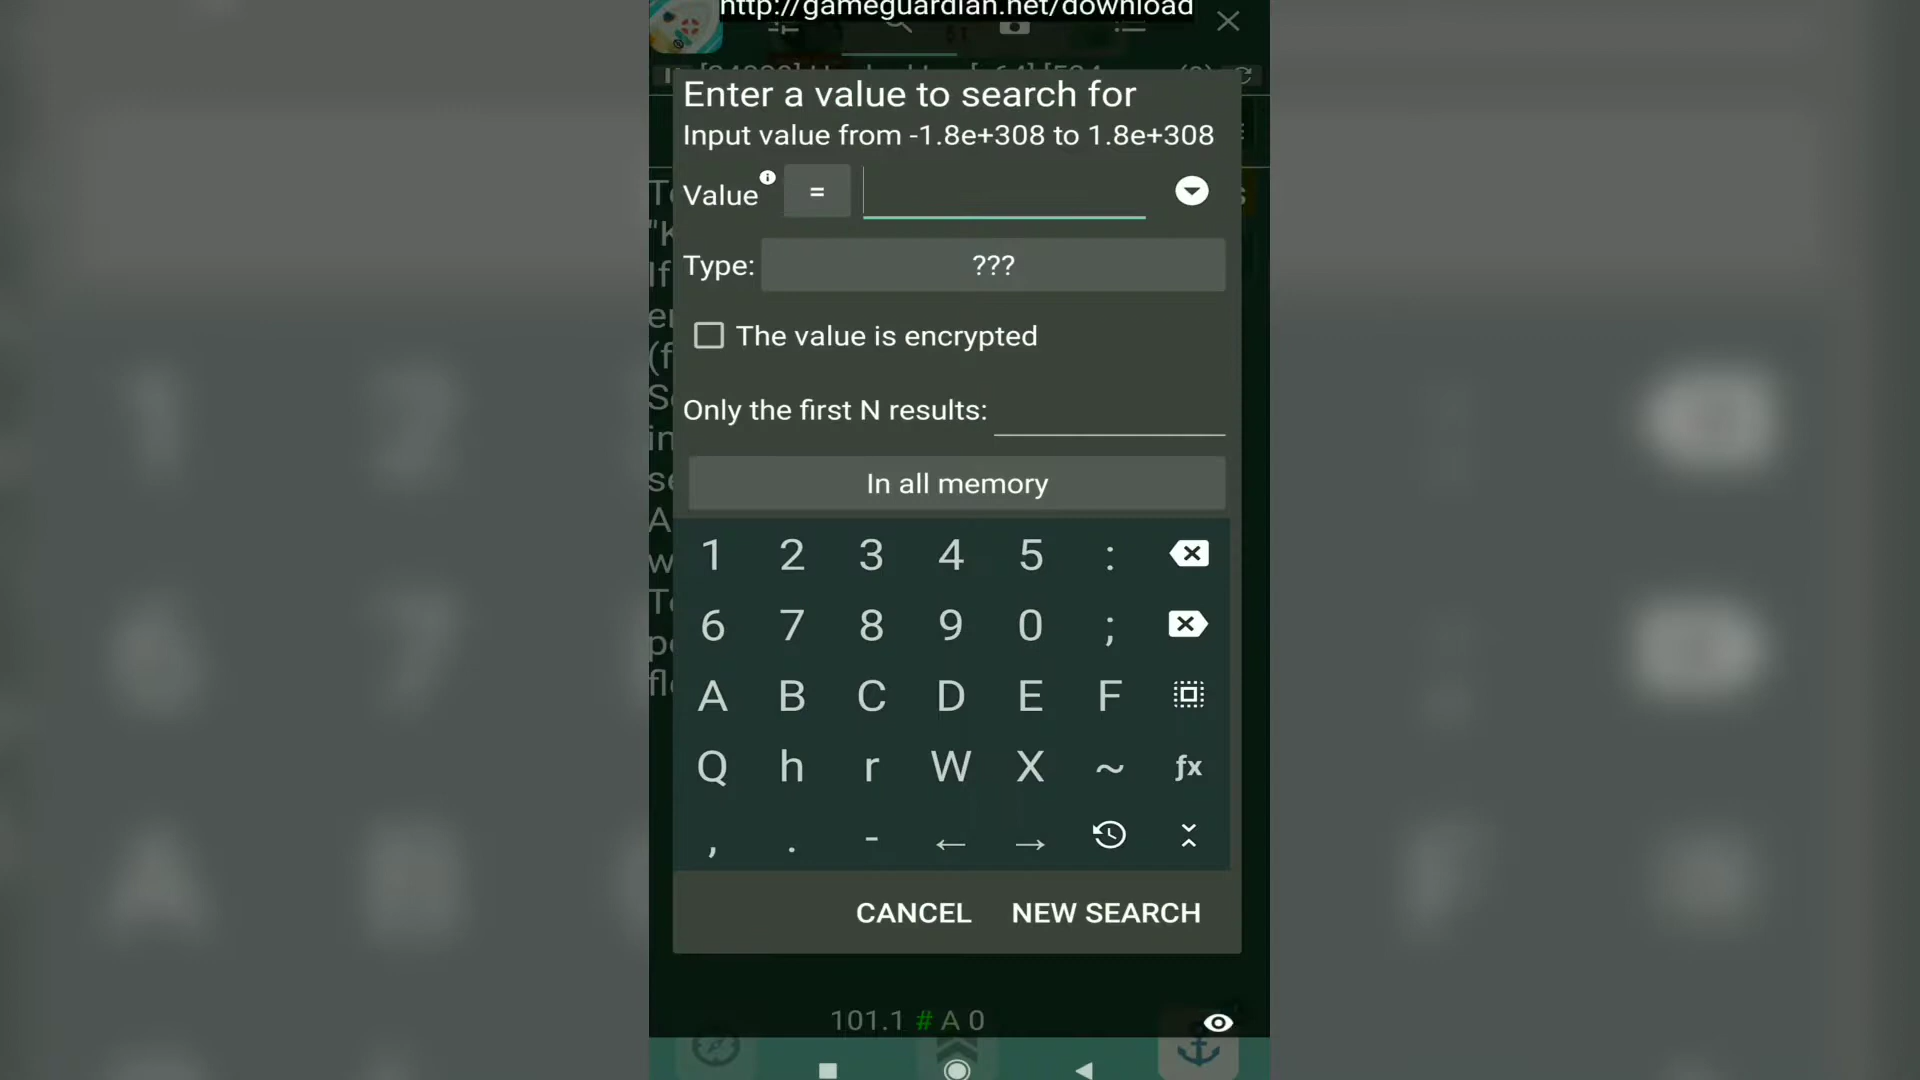 http://gameguardian.net/download
Enter a value to search for
Input value from -1.8e+308 to 1.8e+308
Value = 
Type: ???
The value is encrypted
Only the first N results:
In all memory
1 2 3 4 5 :
6 7 8 9 0 ;
A B C D E F
Q h r W X ~ ƒx
, . - ← →
CANCEL NEW SEARCH
101.1 # A 0